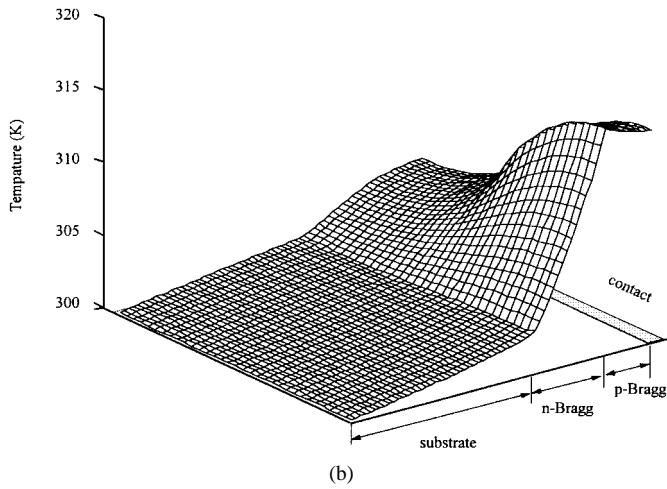 320
315
310
305
300
Tempature (K)
contact
p-Bragg
n-Bragg
substrate
(b)